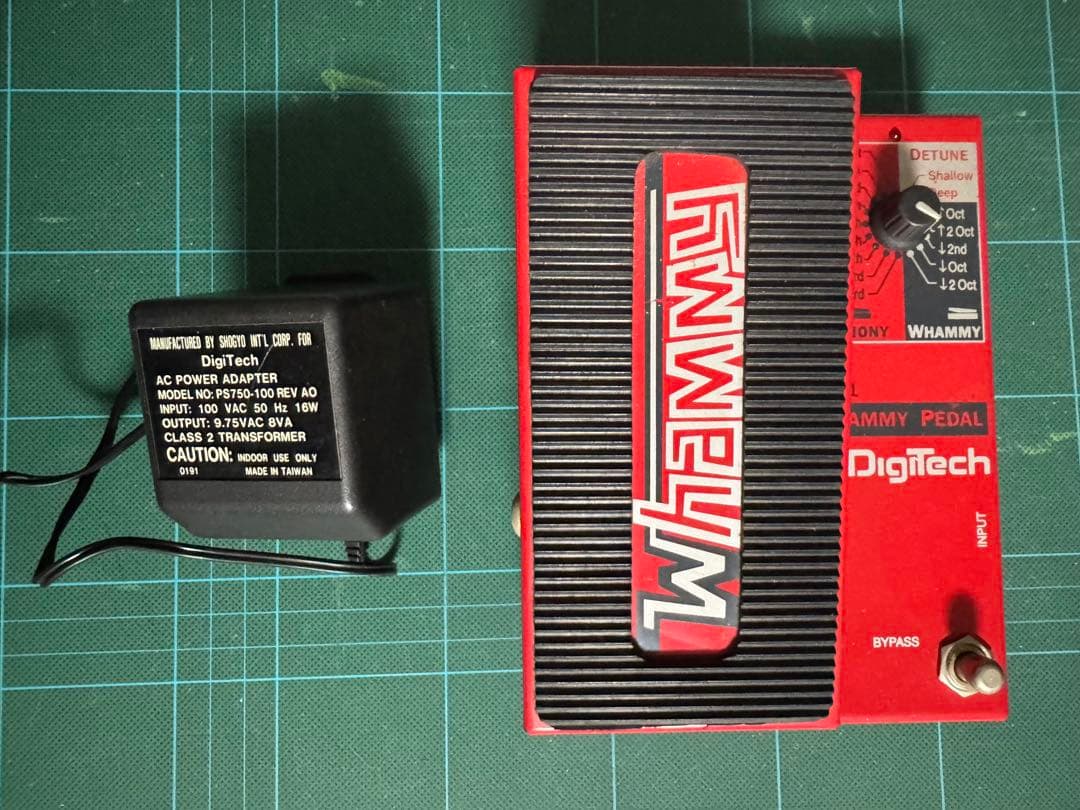 MANUFACTURED BY SHOGYO INT'L CORP. FOR
DigiTech
AC POWER ADAPTER
MODEL NO: PS750-100 REV AO
INPUT: 100 VAC 50 Hz 16W
OUTPUT: 9.75VAC 8VA
CLASS 2 TRANSFORMER
CAUTION: INDOOR USE ONLY
0191 MADE IN TAIWAN
WHAMMY
DETUNE
Shallow
eep
↑ Oct
↑ 2 Oct
↓ 2nd
↓ Oct
↓ 2 Oct
IONY WHAMMY
AMMY PEDAL
DigiTech
INPUT
BYPASS